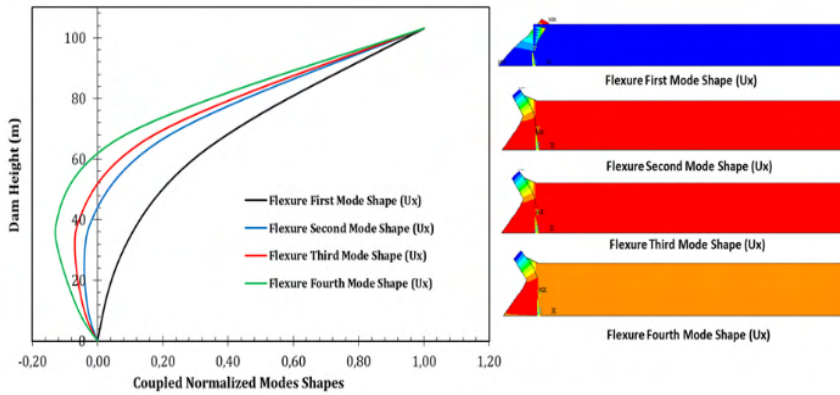 100
80
60
40
20
0
Dam Height (m)
Flexure First Mode Shape (Ux)
Flexure Second Mode Shape (Ux)
Flexure Third Mode Shape (Ux)
Flexure Fourth Mode Shape (Ux)
-0,20 0,00 0,20 0,40 0,60 0,80 1,00 1,20
Coupled Normalized Modes Shapes
Flexure First Mode Shape (Ux)
Flexure Second Mode Shape (Ux)
X
Flexure Third Mode Shape (Ux)
X
Flexure Fourth Mode Shape (Ux)
X